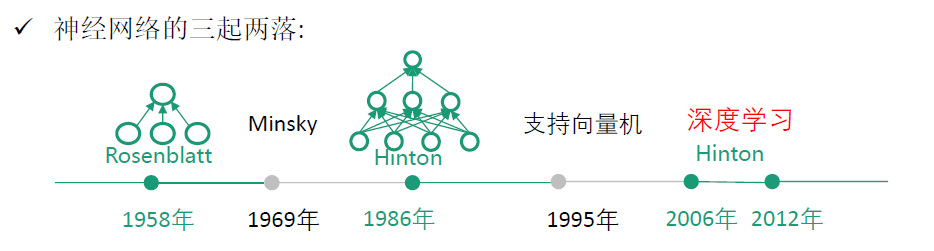 ✓ 神经网络的三起两落:
Rosenblatt
Minsky
Hinton
支持向量机
深度学习
Hinton
1958年
1969年
1986年
1995年
2006年
2012年